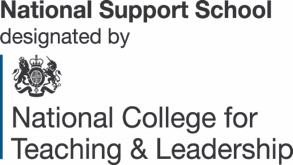 National Support School
designated by
National College for
Teaching & Leadership